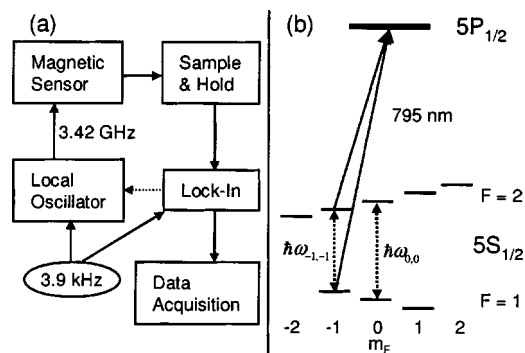 (a)
Magnetic
Sensor
Sample
& Hold
3.42 GHz
Local
Oscillator
Lock-In
3.9 kHz
Data
Acquisition
(b)
5P1/2
795 nm
F = 2
ħω-1,-1
ħω0,0
5S1/2
F = 1
-2 -1 0 1 2
mF